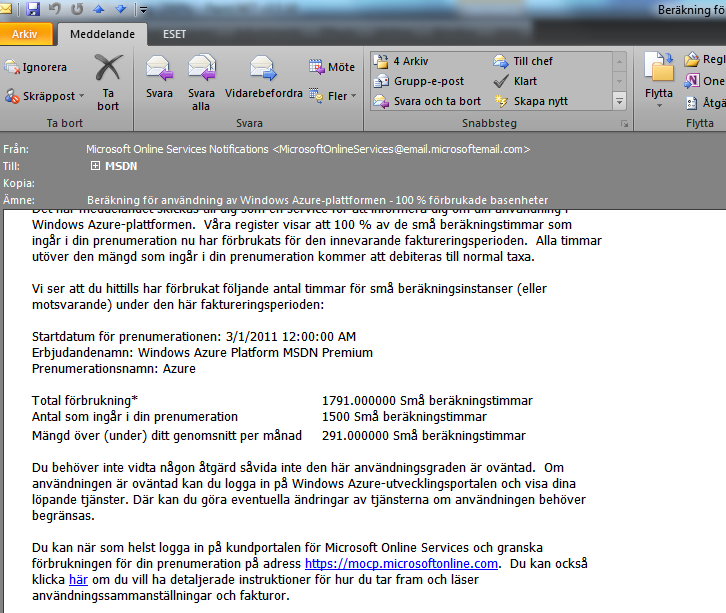 Beräkning fö
Arkiv
Meddelande
ESET
Ignorera
Skräppost
Ta bort
Svara
Svara alla
Vidarebefordra
Möte
Fler
4 Arkiv
Grupp-e-post
Svara och ta bort
Till chef
Klart
Skapa nytt
Flytta
Regl
One
Åtgä
Ta bort
Svara
Snabbsteg
Flytta
Från: Microsoft Online Services Notifications <MicrosoftOnlineServices@email.microsoftemail.com>
Till: MSDN
Kopia:
Ämne: Beräkning för användning av Windows Azure-plattformen - 100 % förbrukade basenheter
Det här meddelandet skickas till dig som en service för att informera dig om din användning i
Windows Azure-plattformen. Våra register visar att 100 % av de små beräkningstimmar som
ingår i din prenumeration nu har förbrukats för den innevarande faktureringsperioden. Alla timmar
utöver den mängd som ingår i din prenumeration kommer att debiteras till normal taxa.
Vi ser att du hittills har förbrukat följande antal timmar för små beräkningsinstanser (eller
motsvarande) under den här faktureringsperioden:
Startdatum för prenumerationen: 3/1/2011 12:00:00 AM
Erbjudandenamn: Windows Azure Platform MSDN Premium
Prenumerationsnamn: Azure
Total förbrukning* 1791.000000 Små beräkningstimmar
Antal som ingår i din prenumeration 1500 Små beräkningstimmar
Mängd över (under) ditt genomsnitt per månad 291.000000 Små beräkningstimmar
Du behöver inte vidta någon åtgärd såvida inte den här användningsgraden är oväntad. Om
användningen är oväntad kan du logga in på Windows Azure-utvecklingsportalen och visa dina
löpande tjänster. Där kan du göra eventuella ändringar av tjänsterna om användningen behöver
begränsas.
Du kan när som helst logga in på kundportalen för Microsoft Online Services och granska
förbrukningen för din prenumeration på adress https://mocp.microsoftonline.com. Du kan också
klicka här om du vill ha detaljerade instruktioner för hur du tar fram och läser
användningssammanställningar och fakturor.